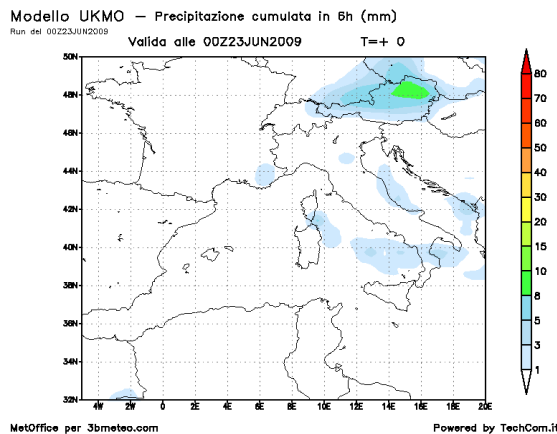 Modello UKMO – Precipitazione cumulata in 6h (mm)
Run del 00Z23JUN2009
Valida alle 00Z23JUN2009 T=+ 0
50N
48N
46N
44N
42N
40N
38N
36N
34N
32N
4W 2W 0 2E 4E 6E 8E 10E 12E 14E 16E 18E 20E
80
70
60
50
40
30
20
15
10
8
5
3
1
MetOffice per 3bmeteo.com Powered by TechCom.it